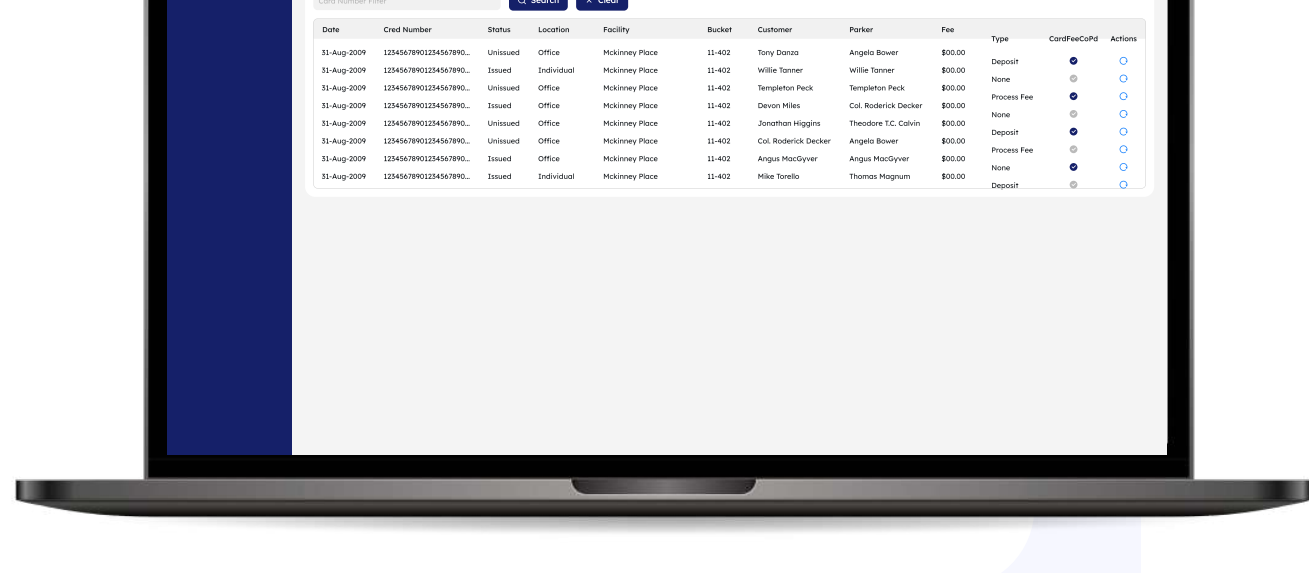 Card Number Filter Search Clear
Date Cred Number Status Location Facility Bucket Customer Parker Fee Type CardFeeCoPd Actions
31-Aug-2009 12345678901234567890... Unissued Office Mckinney Place 11-402 Tony Danza Angela Bower $00.00 Deposit
31-Aug-2009 12345678901234567890... Issued Individual Mckinney Place 11-402 Willie Tanner Willie Tanner $00.00 None
31-Aug-2009 12345678901234567890... Unissued Office Mckinney Place 11-402 Templeton Peck Templeton Peck $00.00 Process Fee
31-Aug-2009 12345678901234567890... Issued Office Mckinney Place 11-402 Devon Miles Col. Roderick Decker $00.00 None
31-Aug-2009 12345678901234567890... Unissued Office Mckinney Place 11-402 Jonathan Higgins Theodore T.C. Calvin $00.00 Deposit
31-Aug-2009 12345678901234567890... Unissued Office Mckinney Place 11-402 Col. Roderick Decker Angela Bower $00.00 Process Fee
31-Aug-2009 12345678901234567890... Issued Office Mckinney Place 11-402 Angus MacGyver Angus MacGyver $00.00 None
31-Aug-2009 12345678901234567890... Issued Individual Mckinney Place 11-402 Mike Torello Thomas Magnum $00.00 Deposit